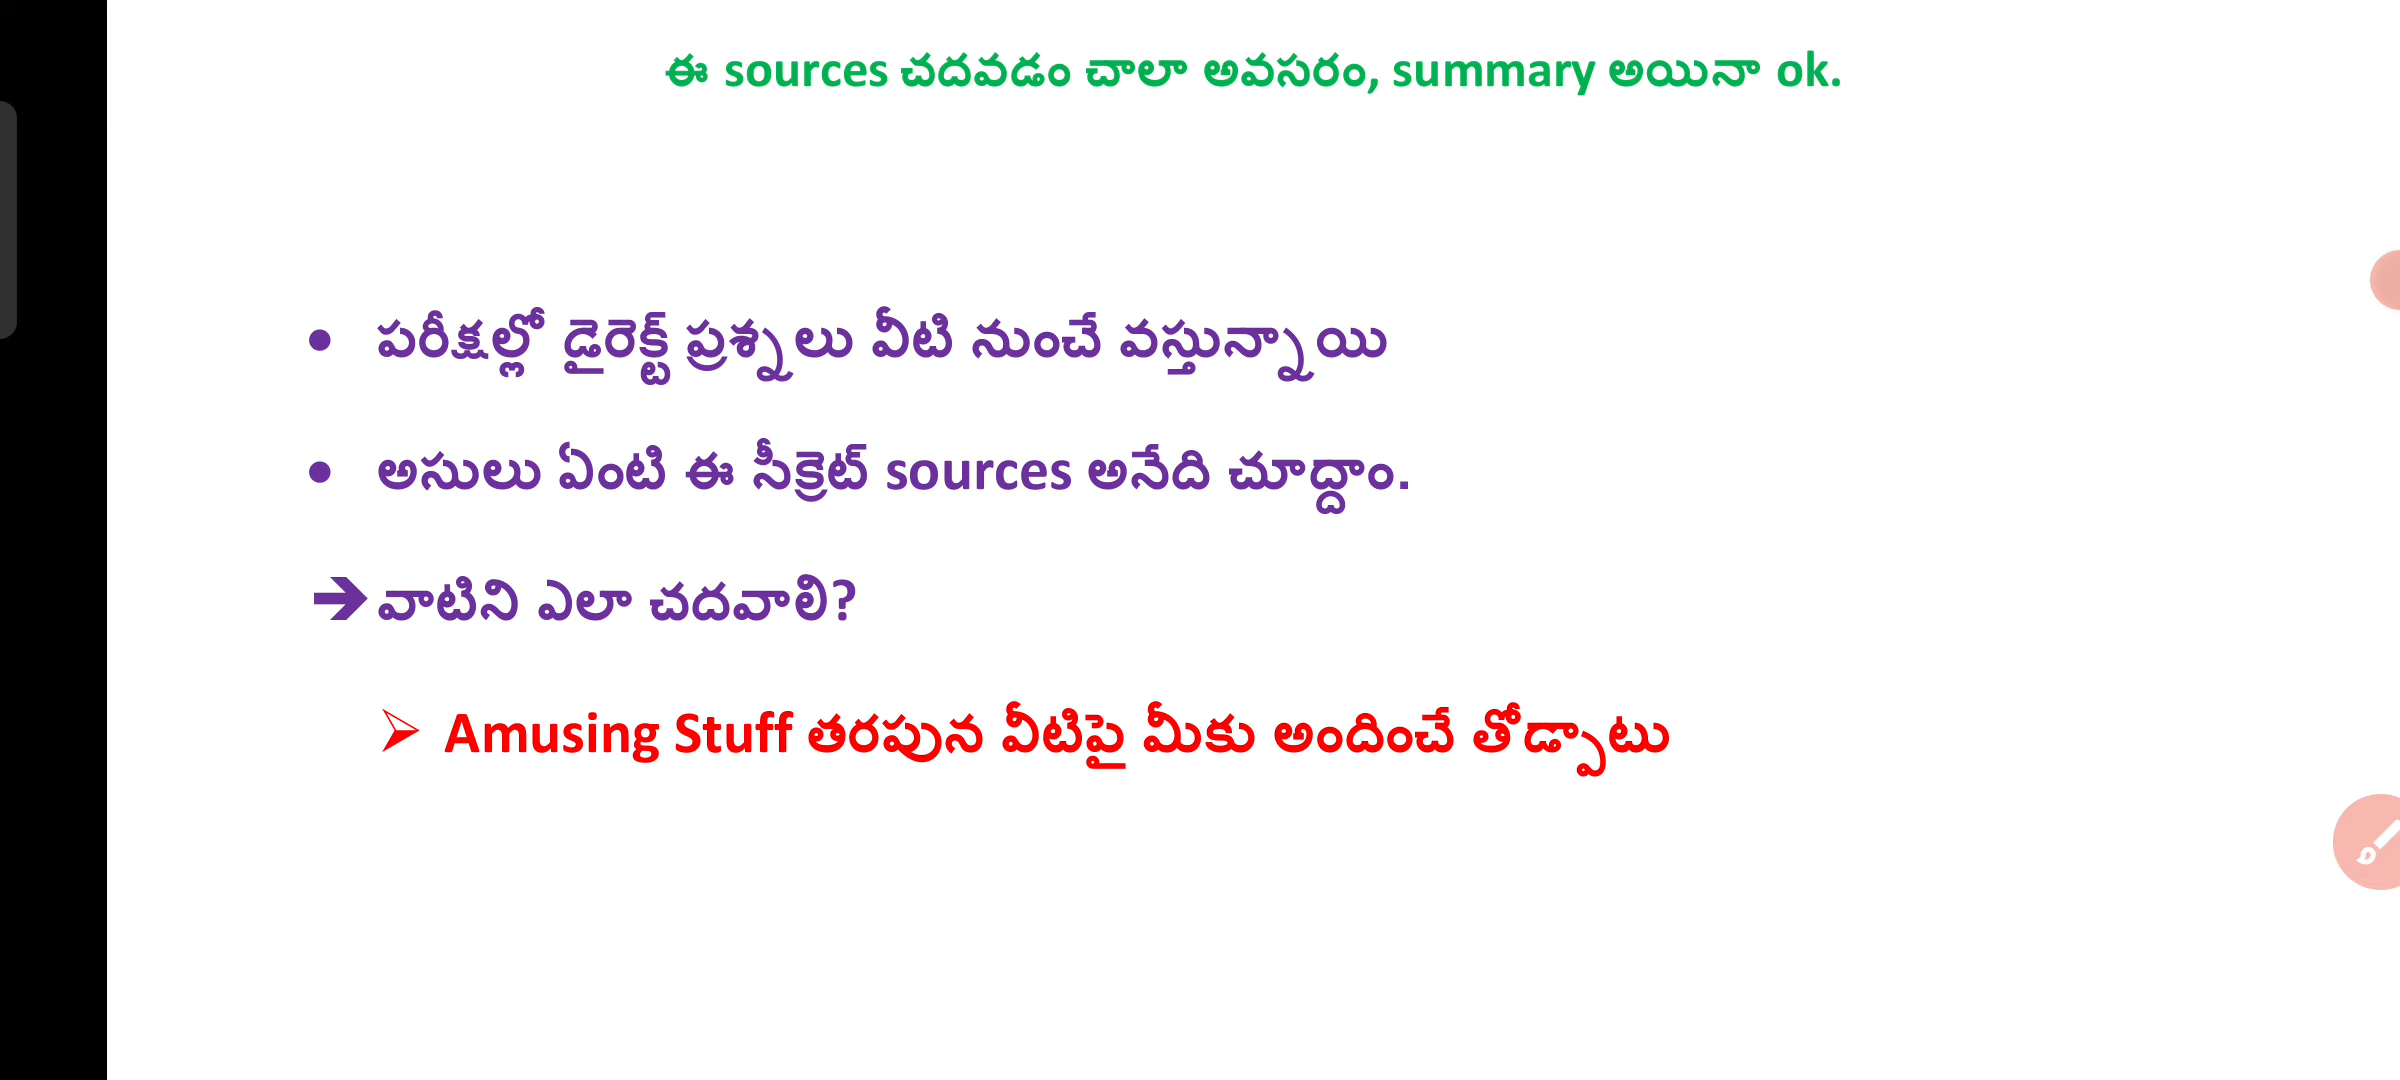 ఈ sources చదవడం చాలా అవసరం, summary అయినా ok.
• పరీక్షల్లో డైరెక్ట్ ప్రశ్నలు వీటి నుంచే వస్తున్నాయి
• అసులు ఏంటి ఈ సీక్రెట్ sources అనేది చూద్దాం.
➔ వాటిని ఎలా చదవాలి?
➢ Amusing Stuff తరపున వీటిపై మీకు అందించే తోడ్పాటు